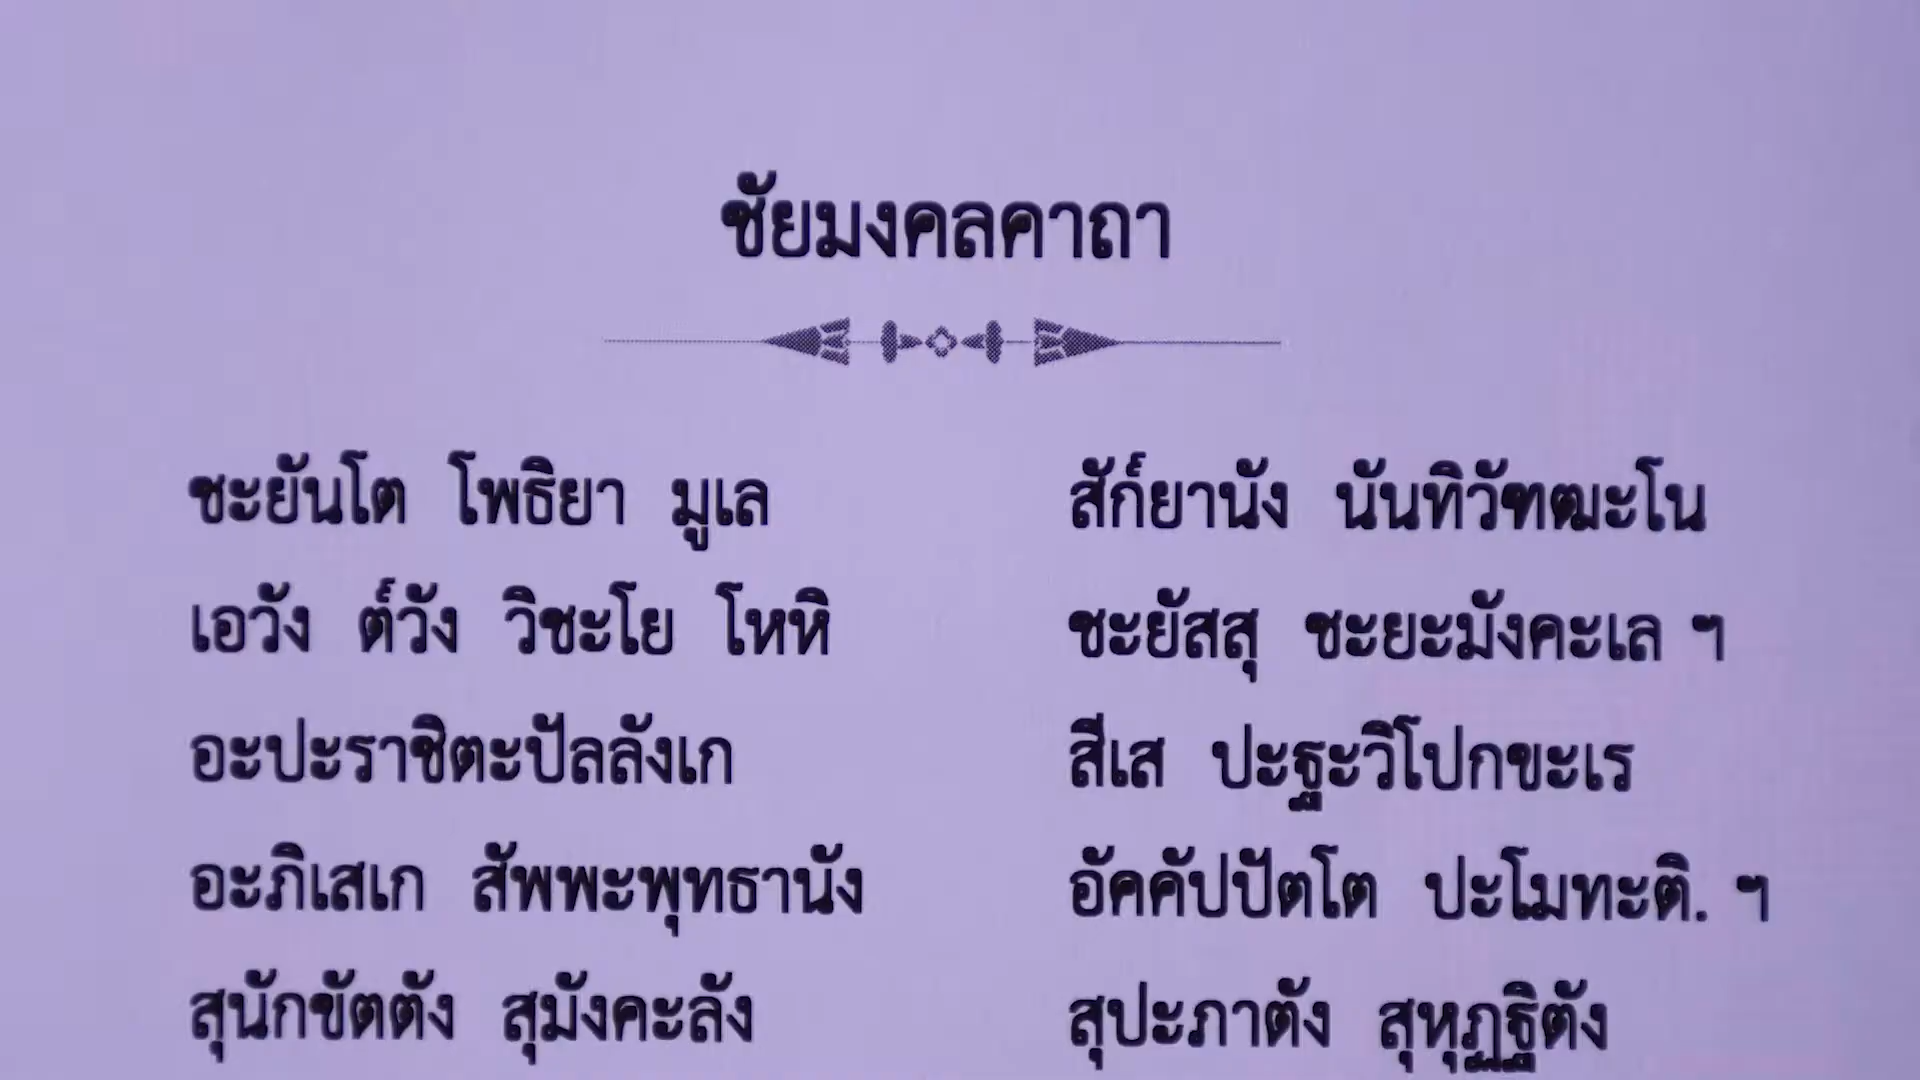 ชัยมงคลคาถา
ชะยันโต โพธิยา มูเล สัก์ยานัง นันทิวัฑฒะโน
เอวัง ต์วัง วิชะโย โหหิ ชะยัสสุ ชะยะมังคะเล ฯ
อะปะราชิตะปัลลังเก สีเส ปะฐะวิโปกขะเร
อะภิเสเก สัพพะพุทธานัง อัคคัปปัตโต ปะโมทะติ. ฯ
สุนักขัตตัง สุมังคะลัง สุปะภาตัง สุหุฏฐิตัง